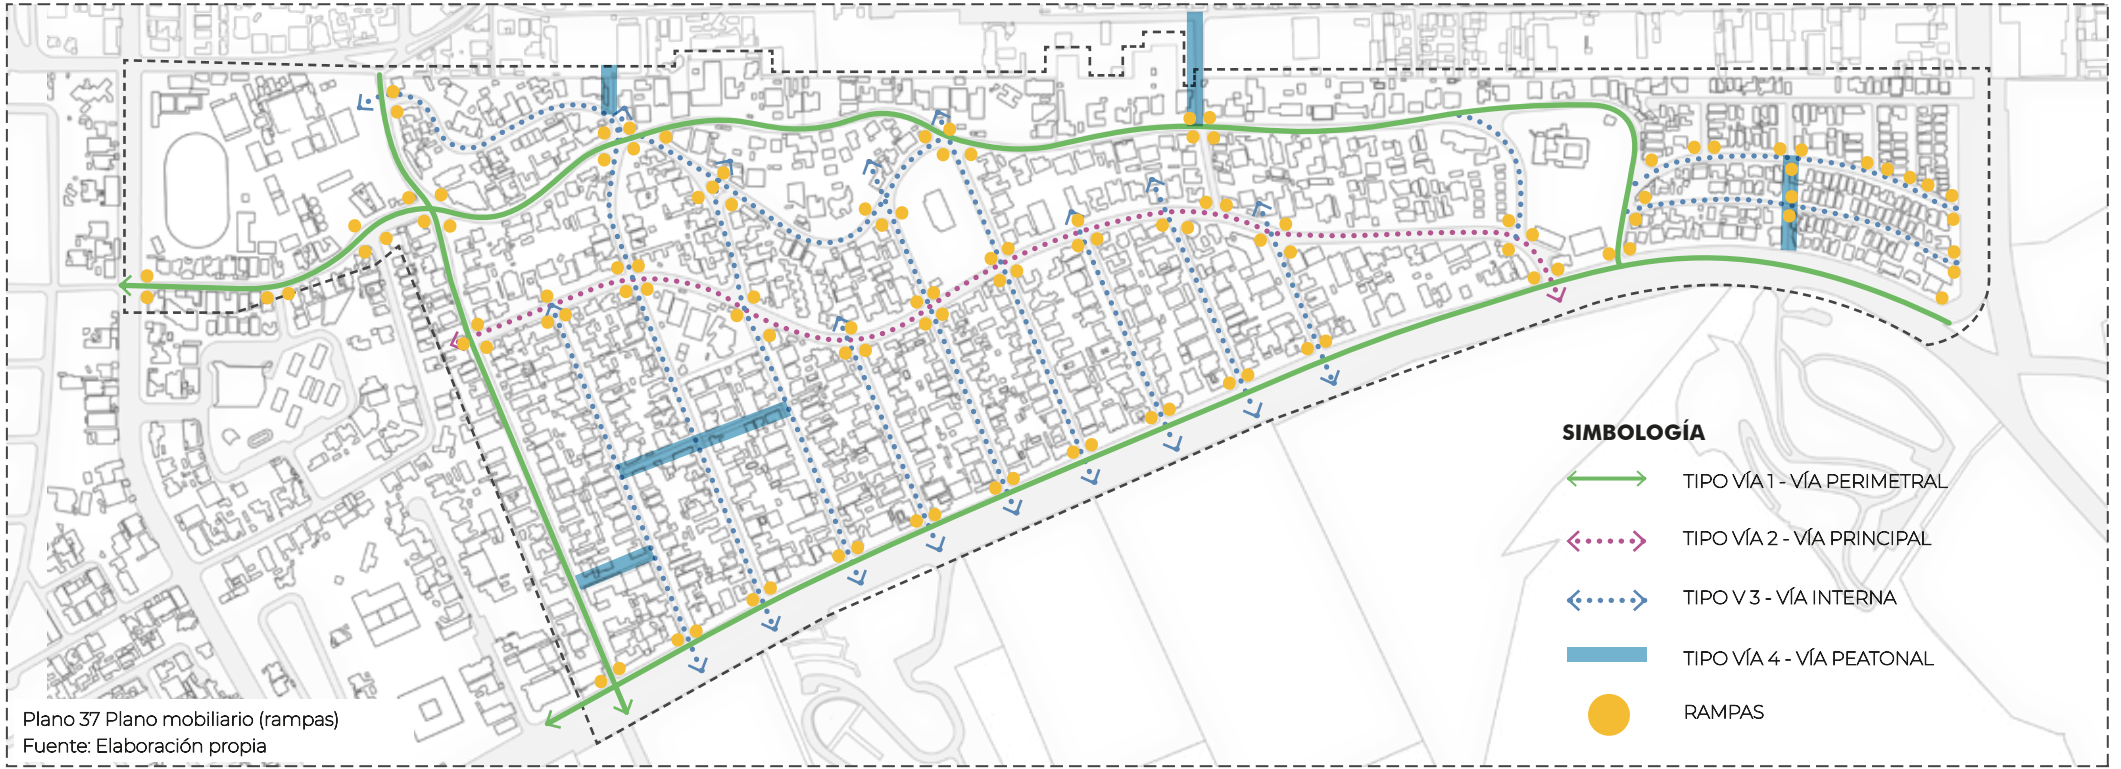 SIMBOLOGÍA
TIPO VÍA 1 - VÍA PERIMETRAL
TIPO VÍA 2 - VÍA PRINCIPAL
TIPO V 3 - VÍA INTERNA
TIPO VÍA 4 - VÍA PEATONAL
RAMPAS
Plano 37 Plano mobiliario (rampas)
Fuente: Elaboración propia